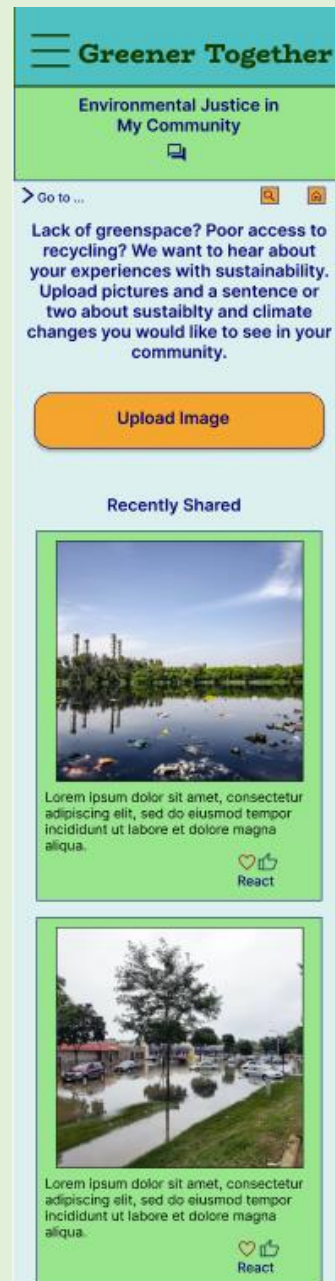 Greener Together
Environmental Justice in
My Community
Go to ...
Lack of greenspace? Poor access to
recycling? We want to hear about
your experiences with sustainability.
Upload pictures and a sentence or
two about sustaiblty and climate
changes you would like to see in your
community.
Upload Image
Recently Shared
Lorem ipsum dolor sit amet, consectetur
adipiscing elit, sed do eiusmod tempor
incididunt ut labore et dolore magna
aliqua.
React
Lorem ipsum dolor sit amet, consectetur
adipiscing elit, sed do eiusmod tempor
incididunt ut labore et dolore magna
aliqua.
React